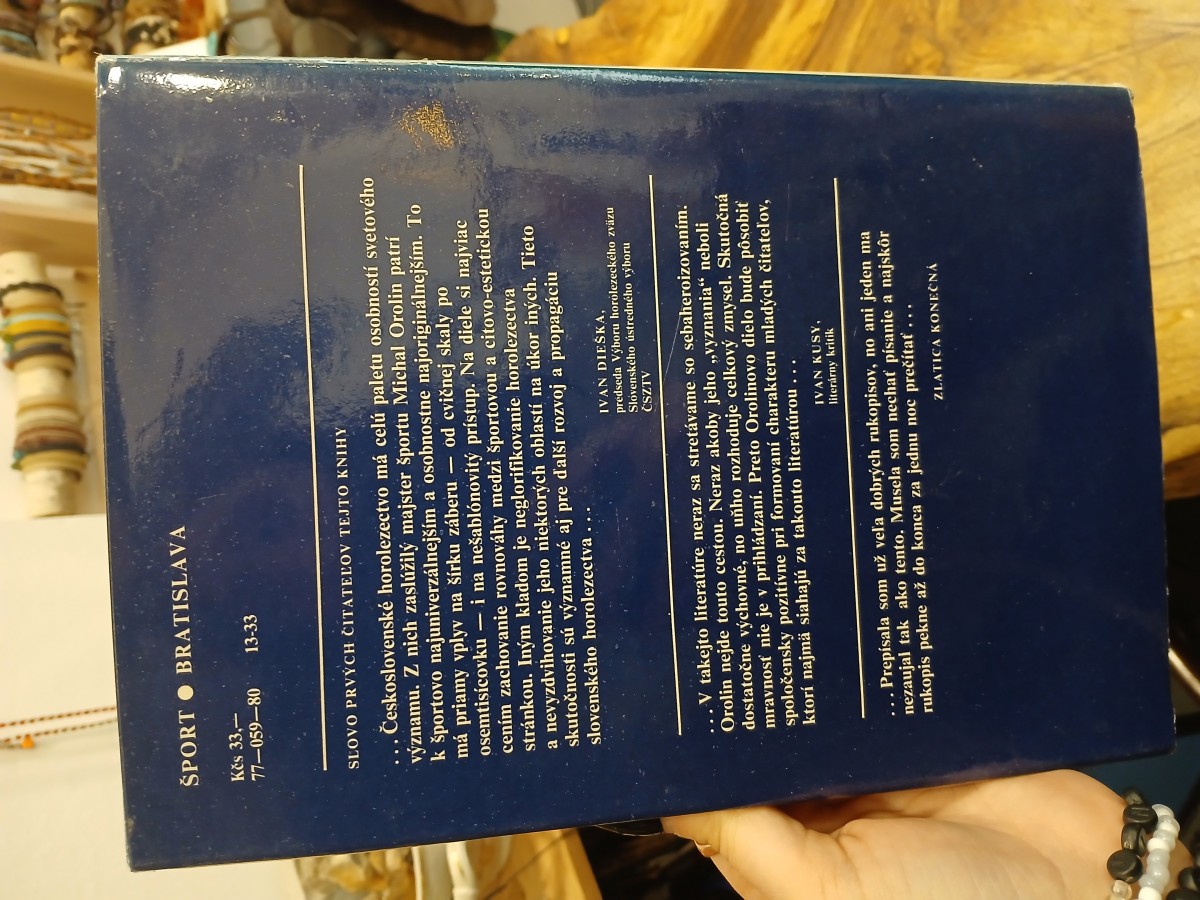 ŠPORT ● BRATISLAVA
Kčs 33,—
77—059—80 13-33
SLOVO PRVÝCH ČITATEĽOV TEJTO KNIHY
...Československé horolezectvo má celú paletu osobností svetového
významu. Z nich zaslúžilý majster športu Michal Orolin patrí
k športovo najuniverzálnejším a osobnostne najoriginálnejším. To
má priamy vplyv na šírku záberu — od cvičnej skaly po
osemtisícovku — i na nešablónovitý prístup. Na diele si najviac
cením zachovanie rovnováhy medzi športovou a citovo-estetickou
stránkou. Iným kladom je neglorifikovanie horolezectva
a nevyzdvihovanie jeho niektorých oblastí na úkor iných. Tieto
skutočnosti sú významné aj pre ďalší rozvoj a propagáciu
slovenského horolezectva ...
IVAN DIEŠKA,
predseda Výboru horolezeckého zväzu
Slovenského ústredného výboru
ČSZTV
...V takejto literatúre neraz sa stretávame so sebaheroizovaním.
Orolin nejde touto cestou. Neraz akoby jeho „vyznania“ neboli
dostatočne výchovné, no uňho rozhoduje celkový zmysel. Skutočná
mravnosť nie je v prihládzaní. Preto Orolinovo dielo bude pôsobiť
spoločensky pozitívne pri formovaní charakteru mladých čitateľov,
ktorí najmä siahajú za takouto literatúrou ...
IVAN KUSÝ,
literárny kritik
...Prepísala som už veľa dobrých rukopisov, no ani jeden ma
nezaujal tak ako tento. Musela som nechať písanie a najskôr
rukopis pekne až do konca za jednu noc prečítať ...
ZLATICA KONEČNÁ